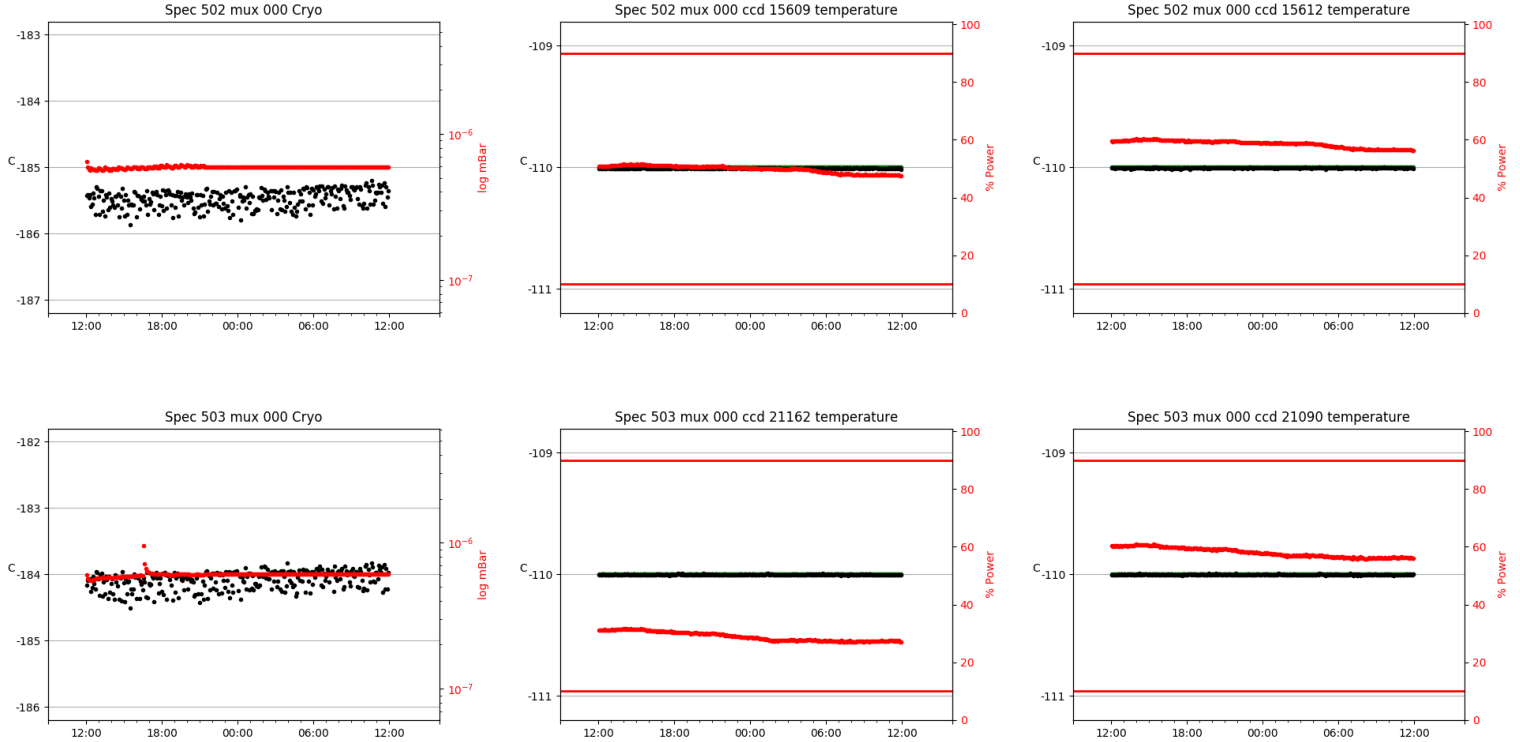 Spec 502 mux 000 Cryo
-183
-184
-185
-186
-187
C
10^-6
10^-7
log mBar
12:00 18:00 00:00 06:00 12:00
Spec 502 mux 000 ccd 15609 temperature
-109
-110
-111
C
100
80
60
40
20
0
% Power
12:00 18:00 00:00 06:00 12:00
Spec 502 mux 000 ccd 15612 temperature
-109
-110
-111
C
100
80
60
40
20
0
% Power
12:00 18:00 00:00 06:00 12:00
Spec 503 mux 000 Cryo
-182
-183
-184
-185
-186
C
10^-6
10^-7
log mBar
12:00 18:00 00:00 06:00 12:00
Spec 503 mux 000 ccd 21162 temperature
-109
-110
-111
C
100
80
60
40
20
0
% Power
12:00 18:00 00:00 06:00 12:00
Spec 503 mux 000 ccd 21090 temperature
-109
-110
-111
C
100
80
60
40
20
0
% Power
12:00 18:00 00:00 06:00 12:00